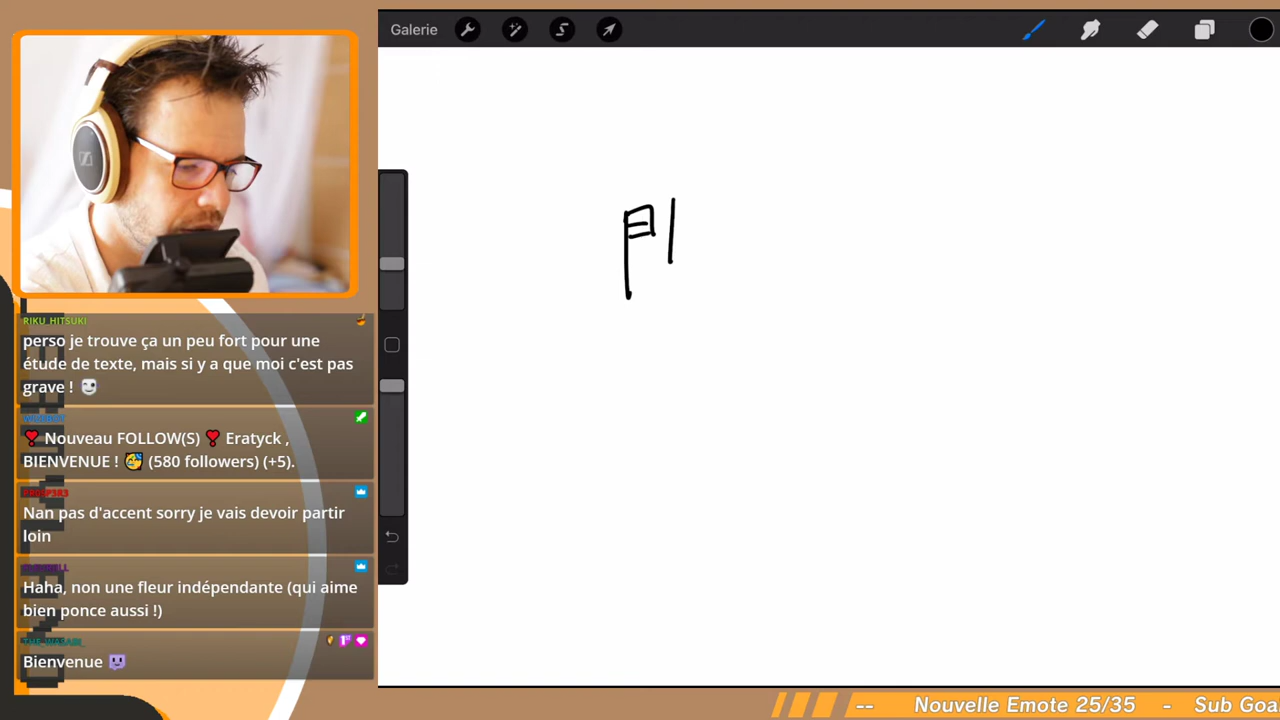 Galerie
RIKU_HITSUKI
perso je trouve ça un peu fort pour une
étude de texte, mais si y a que moi c'est pas
grave !
Nouveau FOLLOW(S) Eratyck ,
BIENVENUE ! (580 followers) (+5).
Nan pas d'accent sorry je vais devoir partir
loin
Haha, non une fleur indépendante (qui aime
bien ponce aussi !)
THE_WASABI_
Bienvenue
-- Nouvelle Emote 25/35 - Sub Goa